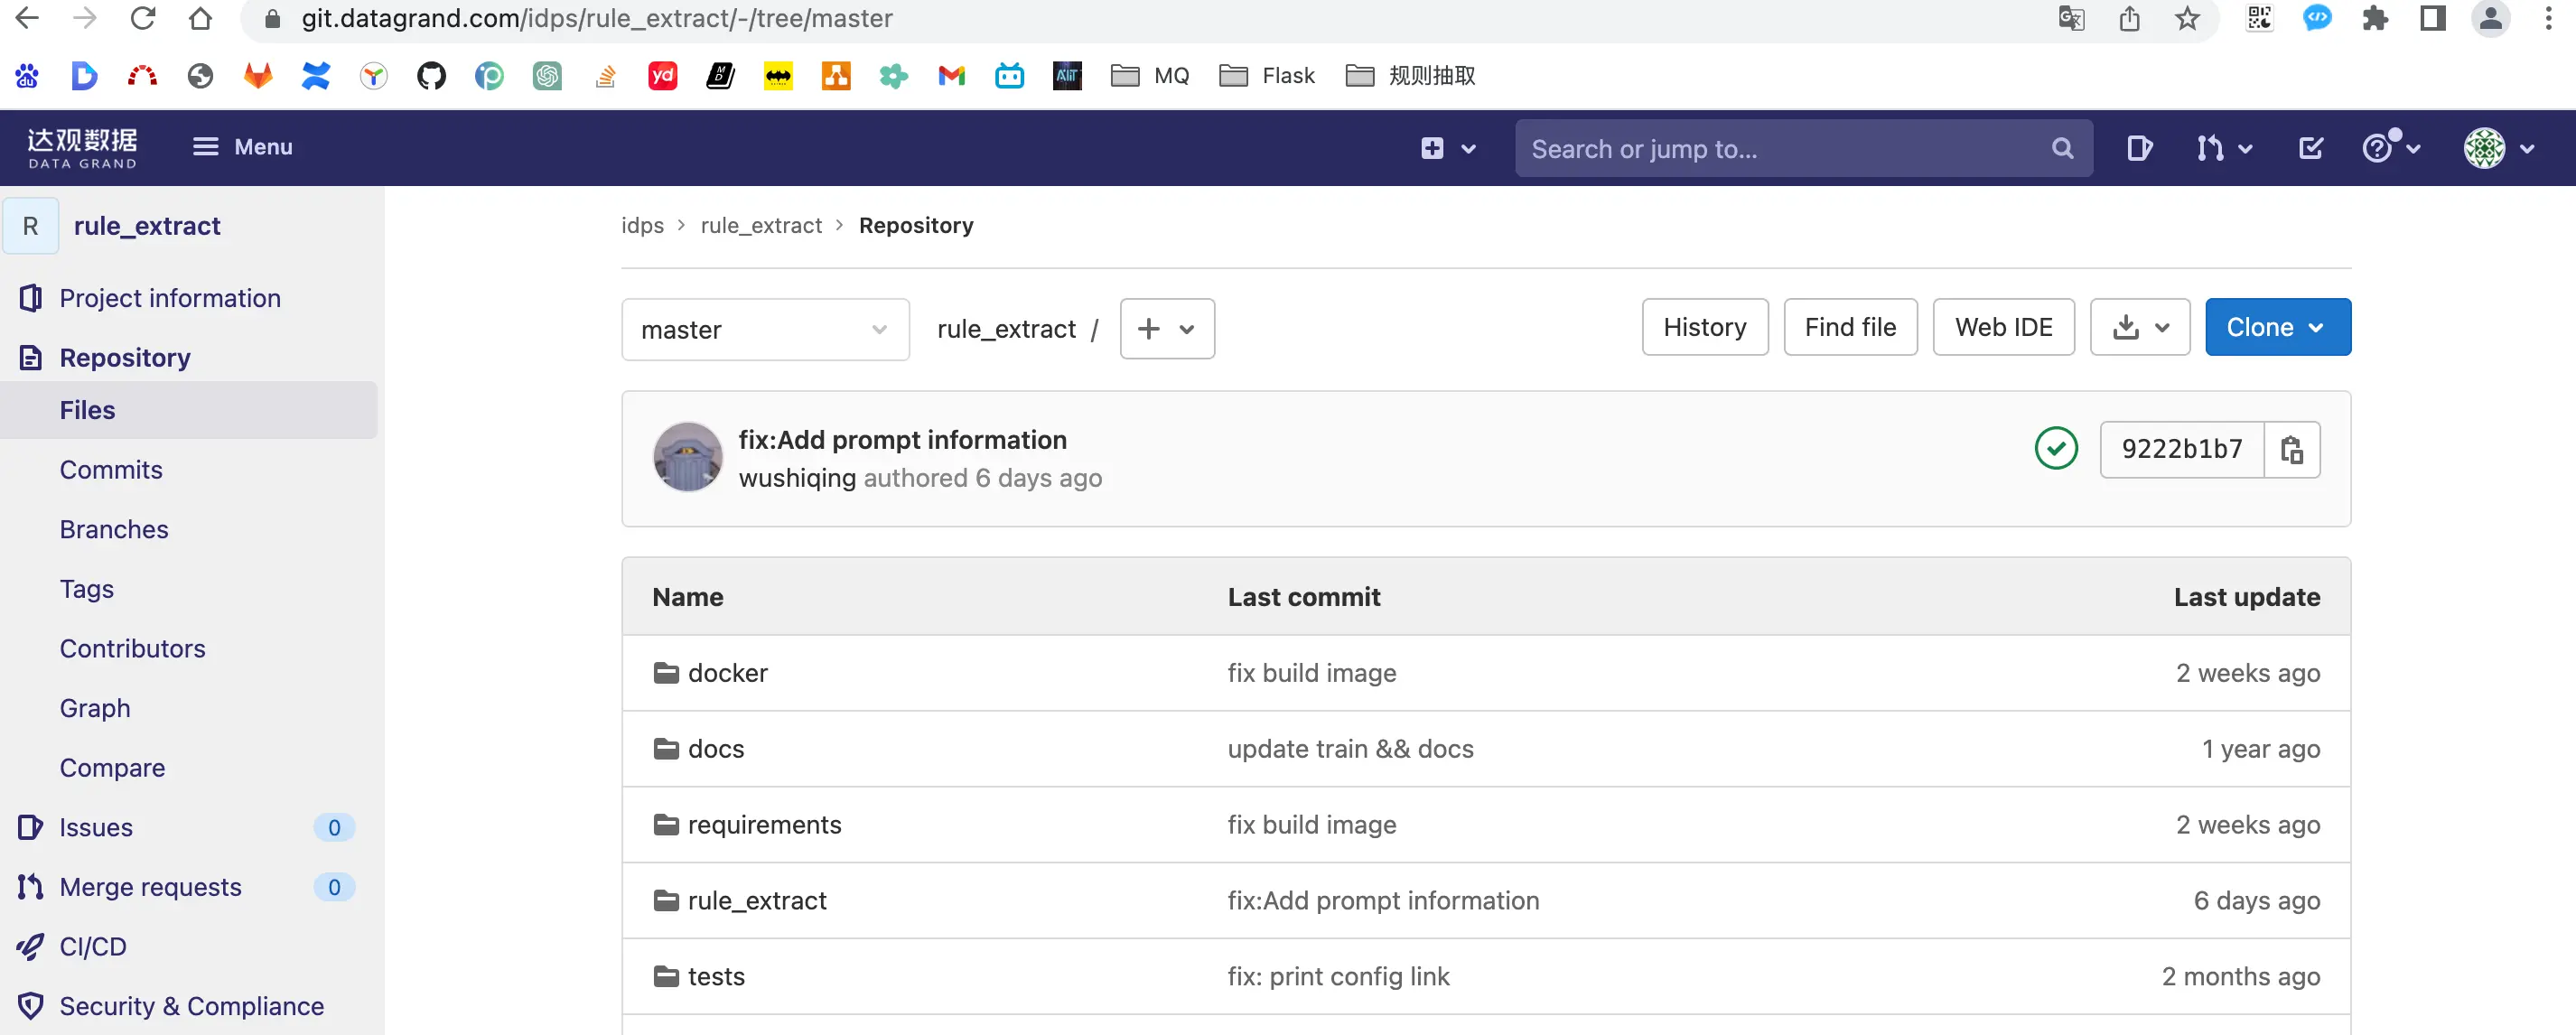 git.datagrand.com/idps/rule_extract/-/tree/master
MQ Flask 规则抽取
达观数据
DATA GRAND
Menu
Search or jump to...
R rule_extract
Project information
Repository
Files
Commits
Branches
Tags
Contributors
Graph
Compare
Issues 0
Merge requests 0
CI/CD
Security & Compliance
idps > rule_extract > Repository
master
rule_extract / +
History Find file Web IDE Clone
fix:Add prompt information
wushiqing authored 6 days ago
9222b1b7
Name Last commit Last update
docker fix build image 2 weeks ago
docs update train && docs 1 year ago
requirements fix build image 2 weeks ago
rule_extract fix:Add prompt information 6 days ago
tests fix: print config link 2 months ago